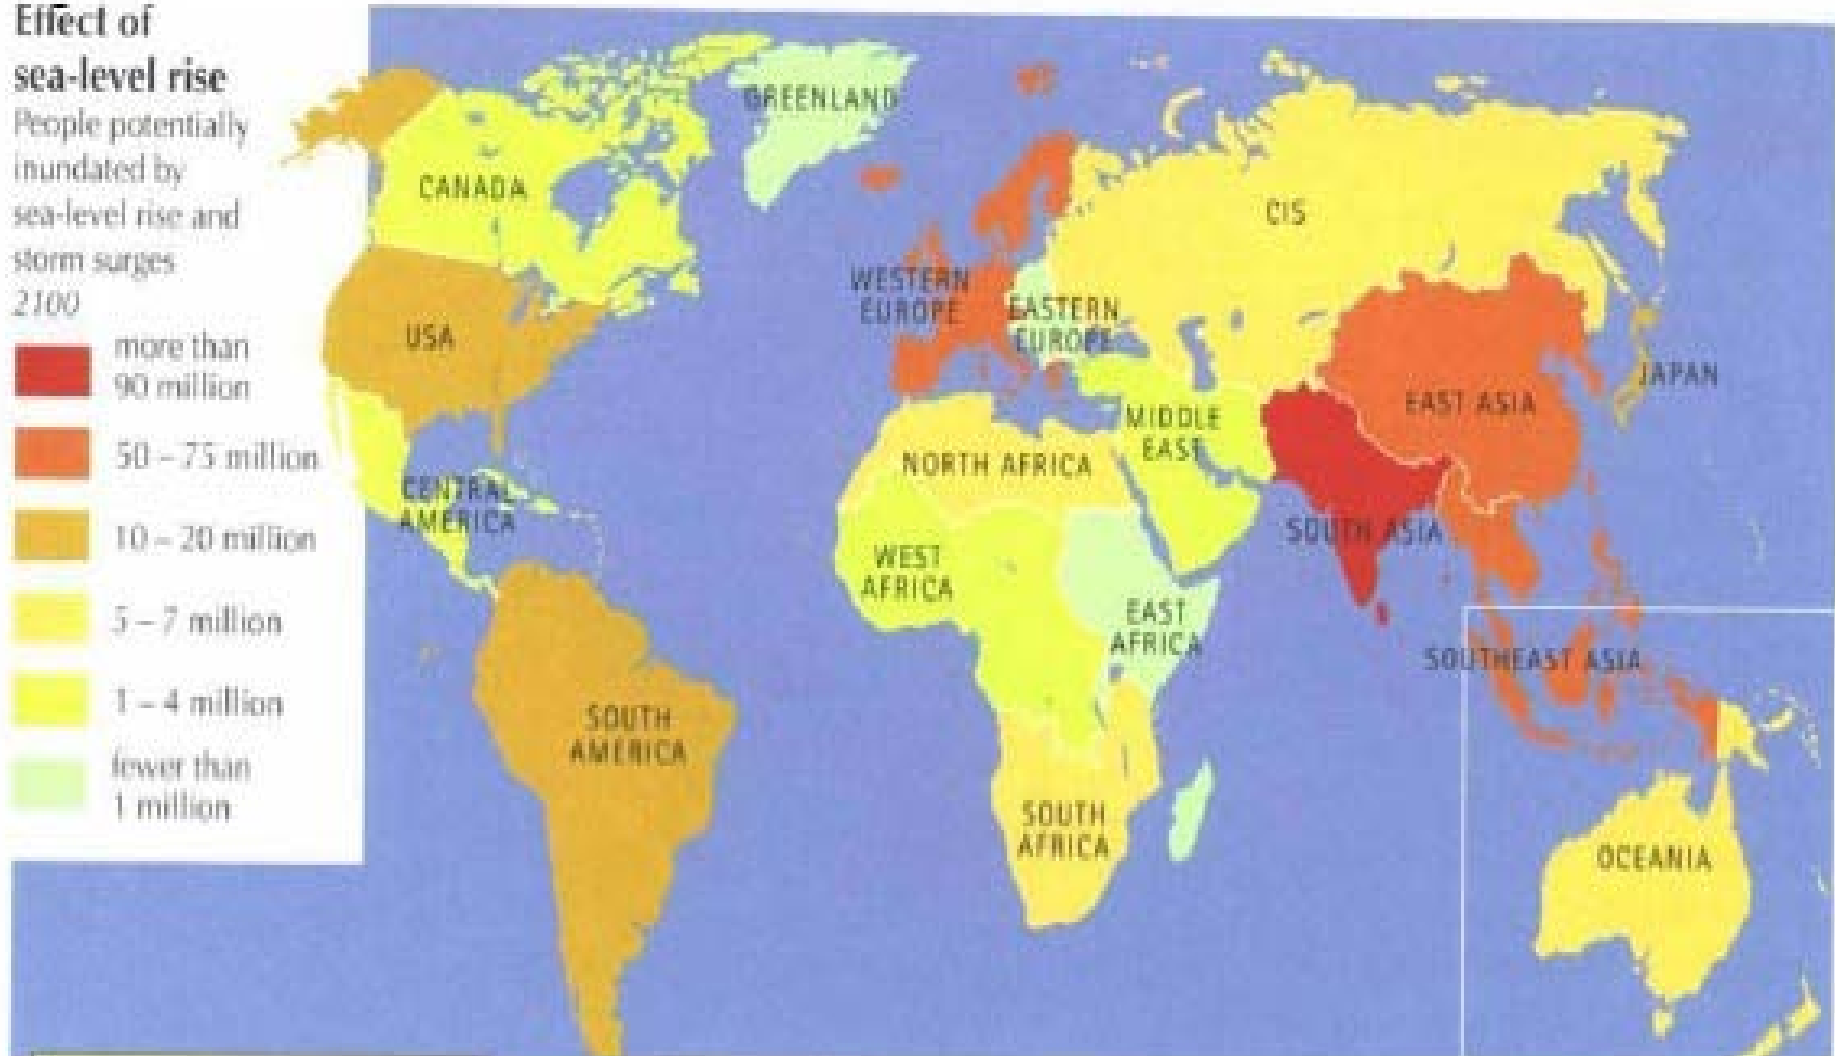 Effect of
sea-level rise
People potentially
inundated by
sea-level rise and
storm surges
2100
more than
90 million
50 – 75 million
10 – 20 million
5 – 7 million
1 – 4 million
fewer than
1 million
GREENLAND
CANADA
CIS
WESTERN
EUROPE
EASTERN
EUROPE
USA
JAPAN
EAST ASIA
MIDDLE
EAST
NORTH AFRICA
CENTRAL
AMERICA
SOUTH ASIA
WEST
AFRICA
EAST
AFRICA
SOUTHEAST ASIA
SOUTH
AMERICA
SOUTH
AFRICA
OCEANIA